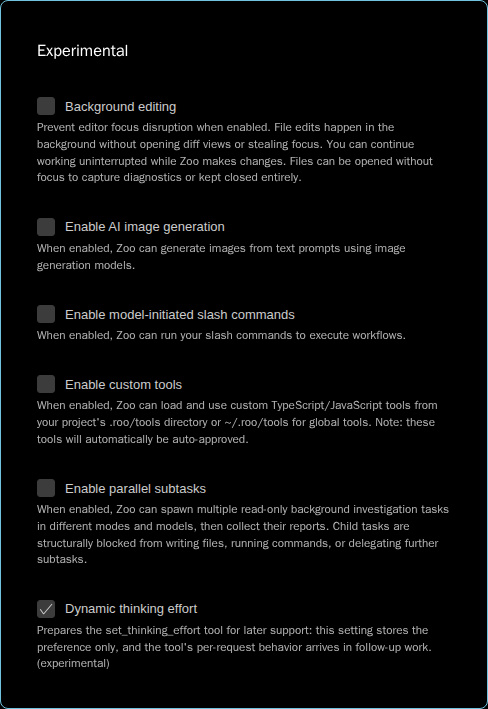 Experimental
Background editing
Prevent editor focus disruption when enabled. File edits happen in the
background without opening diff views or stealing focus. You can continue
working uninterrupted while Zoo makes changes. Files can be opened without
focus to capture diagnostics or kept closed entirely.
Enable AI image generation
When enabled, Zoo can generate images from text prompts using image
generation models.
Enable model-initiated slash commands
When enabled, Zoo can run your slash commands to execute workflows.
Enable custom tools
When enabled, Zoo can load and use custom TypeScript/JavaScript tools from
your project's .roo/tools directory or ~/.roo/tools for global tools. Note: these
tools will automatically be auto-approved.
Enable parallel subtasks
When enabled, Zoo can spawn multiple read-only background investigation tasks
in different modes and models, then collect their reports. Child tasks are
structurally blocked from writing files, running commands, or delegating further
subtasks.
Dynamic thinking effort
Prepares the set_thinking_effort tool for later support: this setting stores the
preference only, and the tool's per-request behavior arrives in follow-up work.
(experimental)